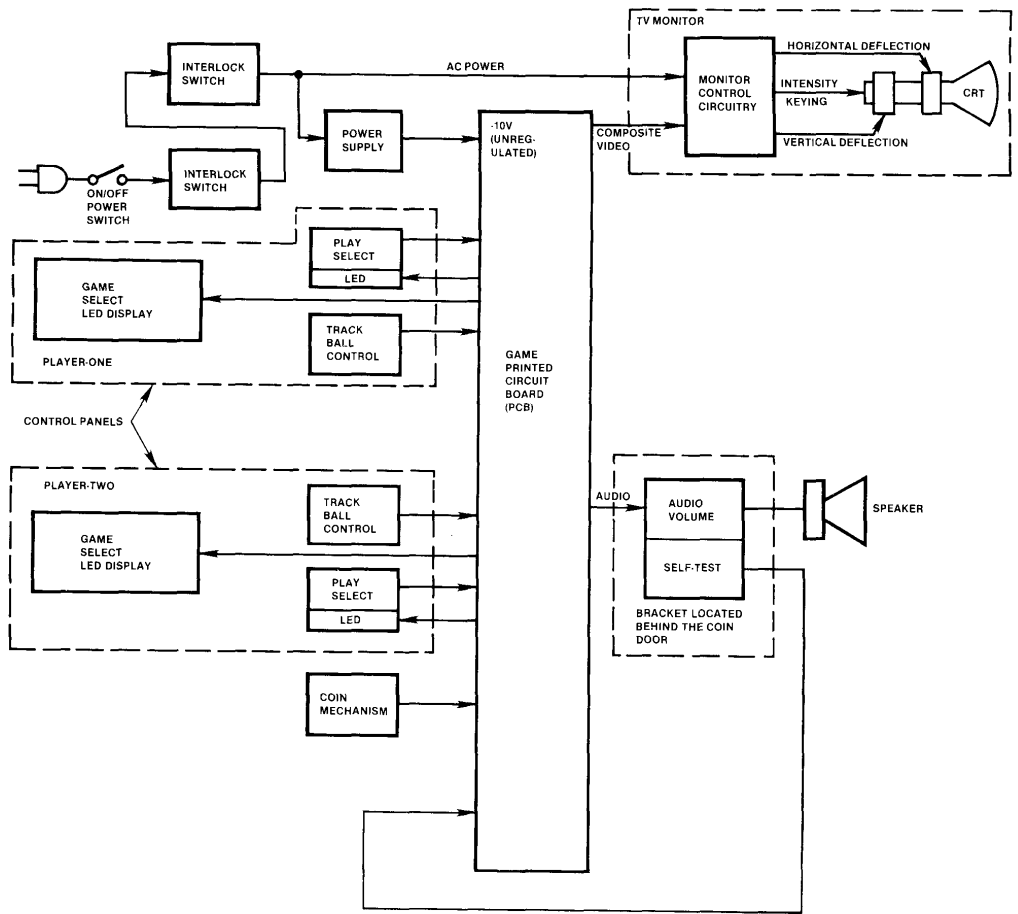 TV MONITOR
INTERLOCK
SWITCH
AC POWER
MONITOR
CONTROL
CIRCUITRY
HORIZONTAL DEFLECTION
INTENSITY
KEYING
CRT
VERTICAL DEFLECTION
POWER
SUPPLY
-10V
(UNREG-
ULATED)
COMPOSITE
VIDEO
INTERLOCK
SWITCH
ON/OFF
POWER
SWITCH
PLAY
SELECT
LED
GAME
SELECT
LED DISPLAY
TRACK
BALL
CONTROL
PLAYER-ONE
GAME
PRINTED
CIRCUIT
BOARD
(PCB)
CONTROL PANELS
PLAYER-TWO
TRACK
BALL
CONTROL
GAME
SELECT
LED DISPLAY
PLAY
SELECT
LED
AUDIO
AUDIO
VOLUME
SPEAKER
SELF-TEST
BRACKET LOCATED
BEHIND THE COIN
DOOR
COIN
MECHANISM